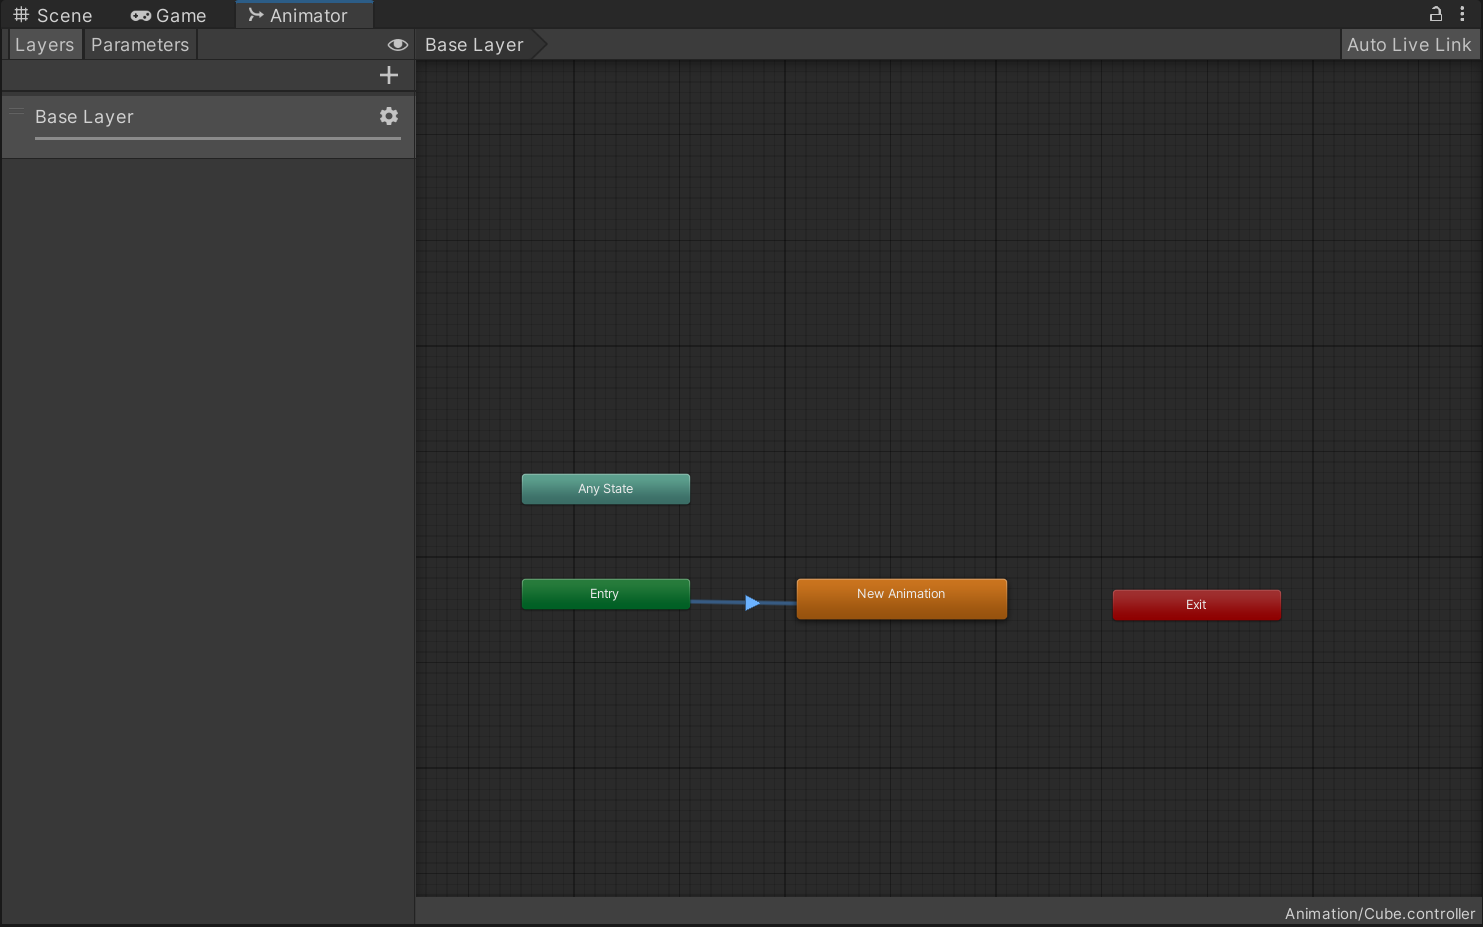 Scene Game Animator
Layers Parameters
Base Layer
Auto Live Link
Base Layer
Any State
Entry
New Animation
Exit
Animation/Cube.controller